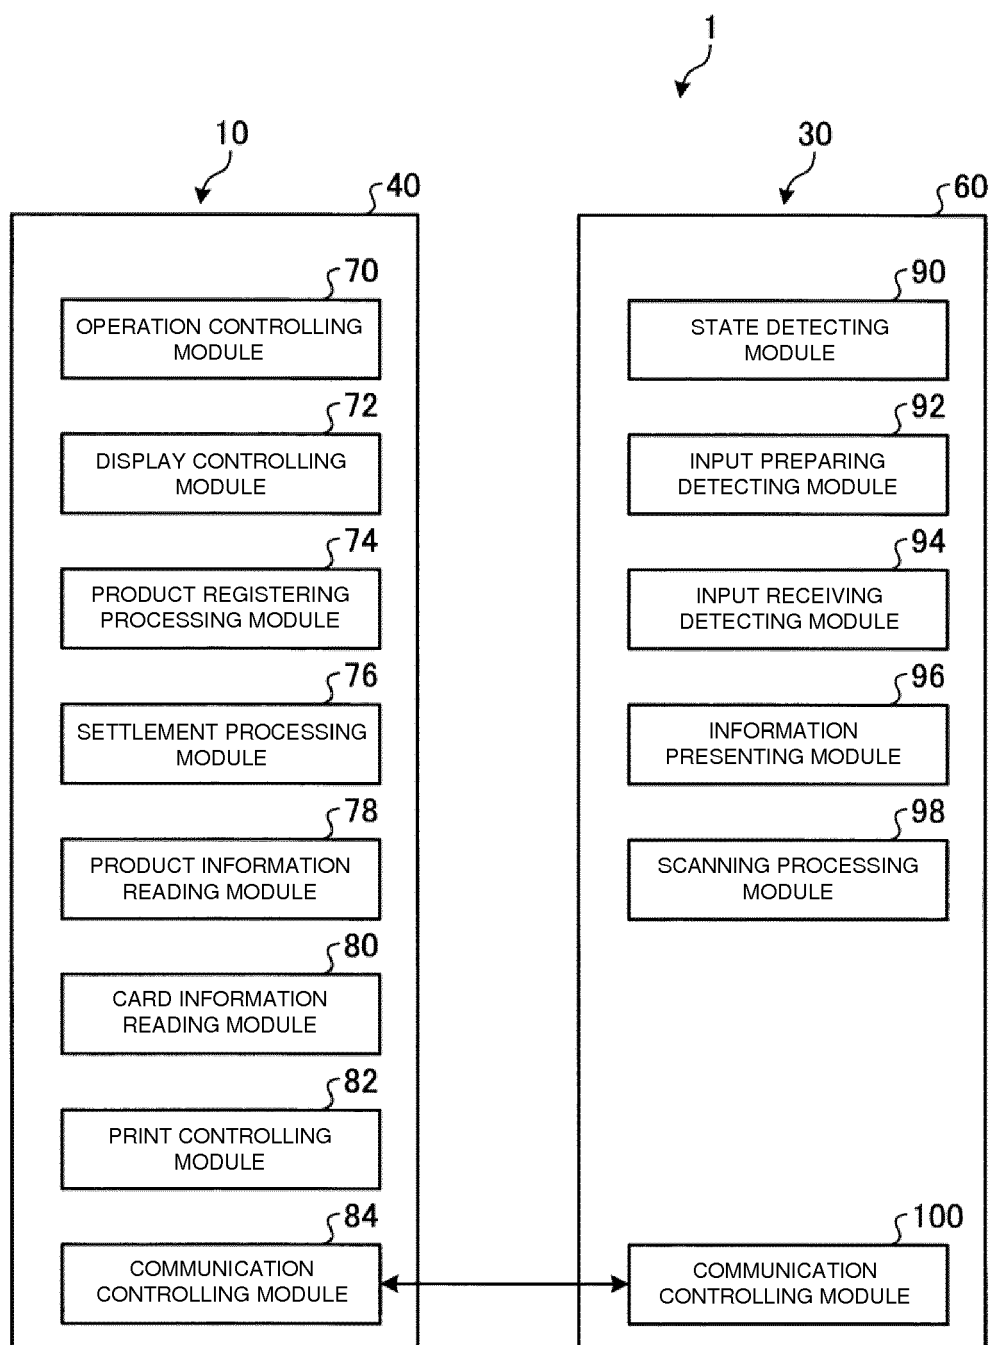 1
10
40
70
OPERATION CONTROLLING
MODULE
72
DISPLAY CONTROLLING
MODULE
74
PRODUCT REGISTERING
PROCESSING MODULE
76
SETTLEMENT PROCESSING
MODULE
78
PRODUCT INFORMATION
READING MODULE
80
CARD INFORMATION
READING MODULE
82
PRINT CONTROLLING
MODULE
84
COMMUNICATION
CONTROLLING MODULE
30
60
90
STATE DETECTING
MODULE
92
INPUT PREPARING
DETECTING MODULE
94
INPUT RECEIVING
DETECTING MODULE
96
INFORMATION
PRESENTING MODULE
98
SCANNING PROCESSING
MODULE
100
COMMUNICATION
CONTROLLING MODULE